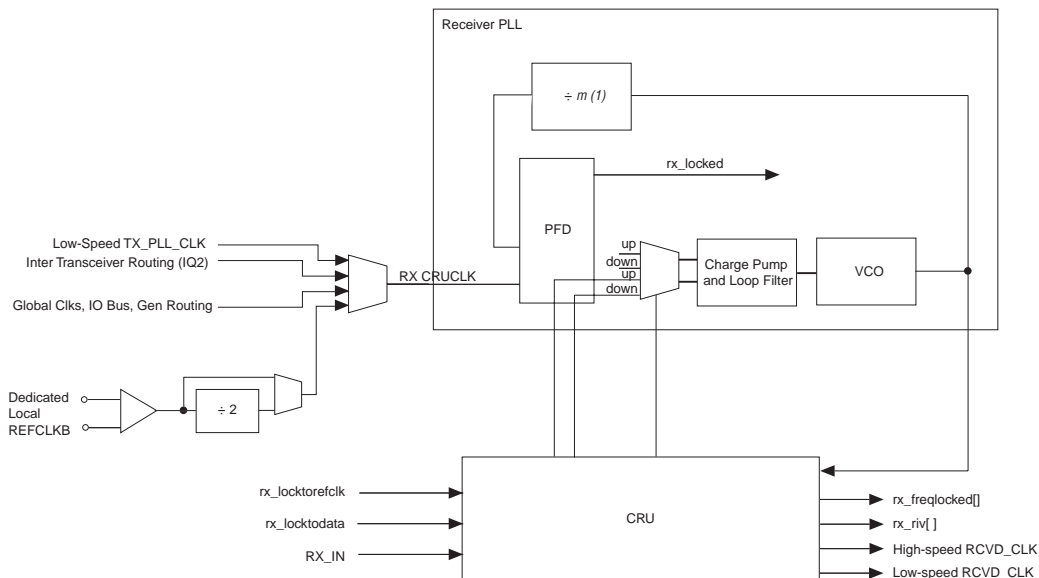 Receiver PLL
÷ m (1)
rx_locked
PFD
Low-Speed TX_PLL_CLK
Inter Transceiver Routing (IQ2)
Global Clks, IO Bus, Gen Routing
RX CRUCLK
up
down
up
down
Charge Pump
and Loop Filter
VCO
Dedicated
Local
REFCLKB
÷ 2
rx_locktorefclk
rx_locktodata
RX_IN
CRU
rx_freqlocked[]
rx_riv[ ]
High-speed RCVD_CLK
Low-speed RCVD_CLK